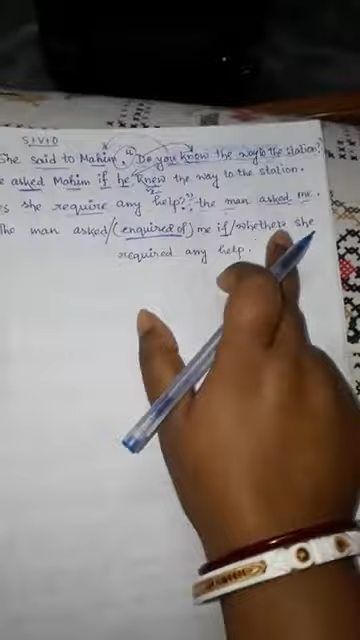 S+V+O
She said to Mahim, "Do you know the way to the station?
asked Mahim if he knew the way to the station.
she require any help?", the man asked me.
The man asked/(enquired of) me if/whether she
required any help.